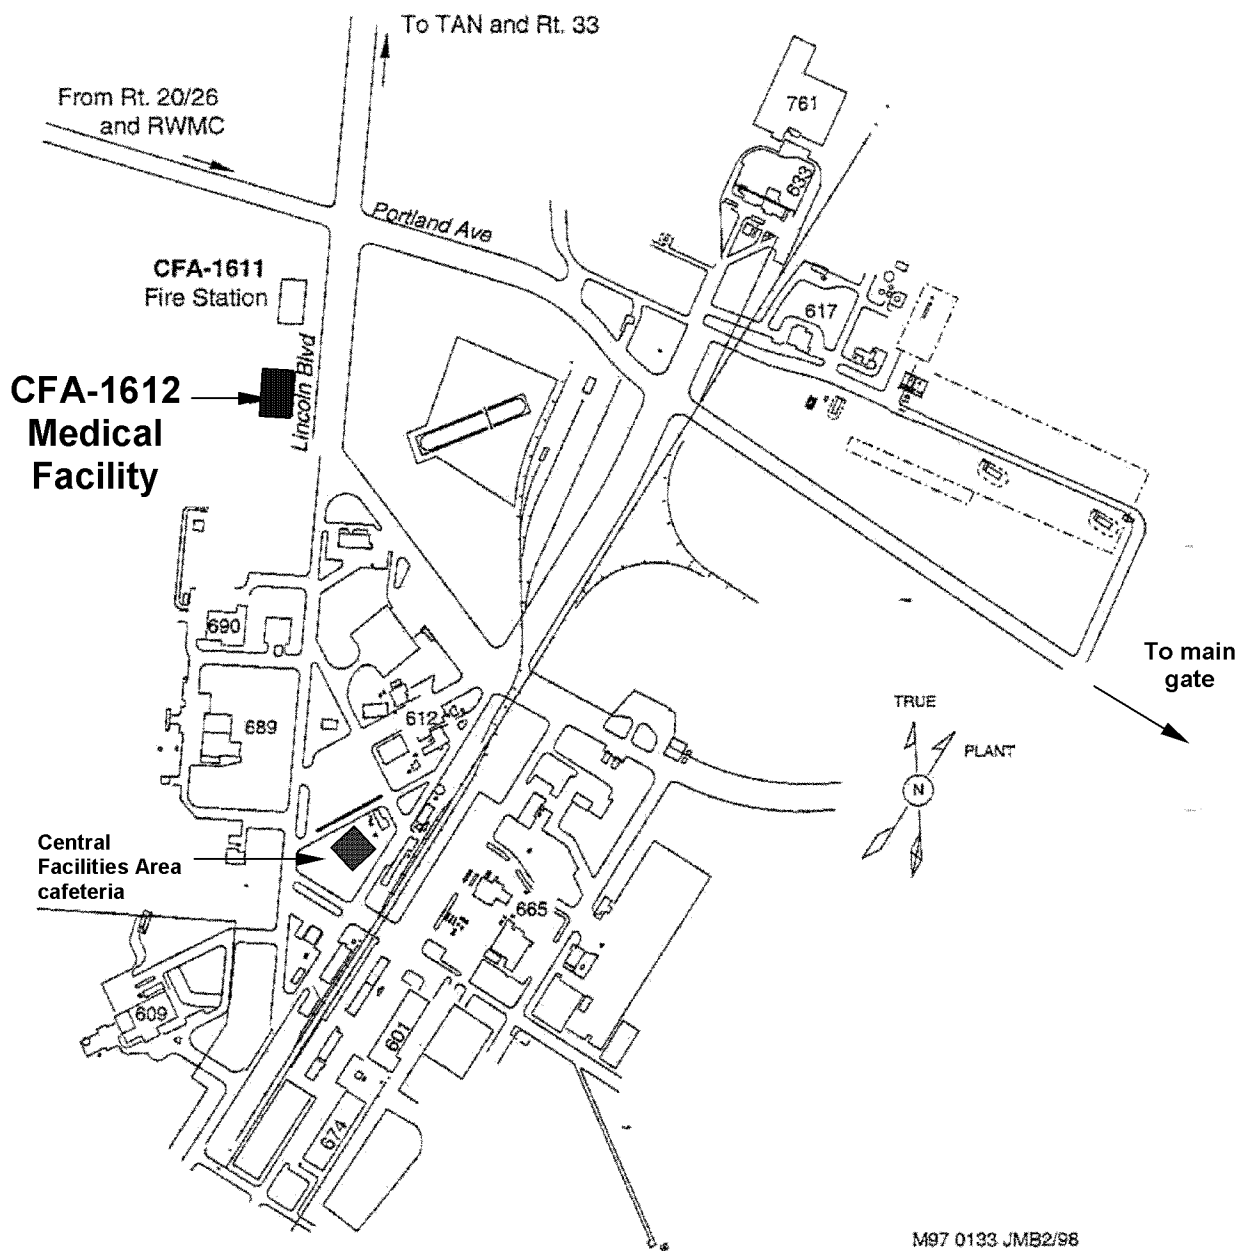 To TAN and Rt. 33
From Rt. 20/26
and RWMC
761
633
Portland Ave
CFA-1611
Fire Station
617
Lincoln Blvd
CFA-1612
Medical
Facility
690
To main
gate
TRUE
PLANT
N
612
689
Central
Facilities Area
cafeteria
665
609
601
674
M97 0133 JMB2/98